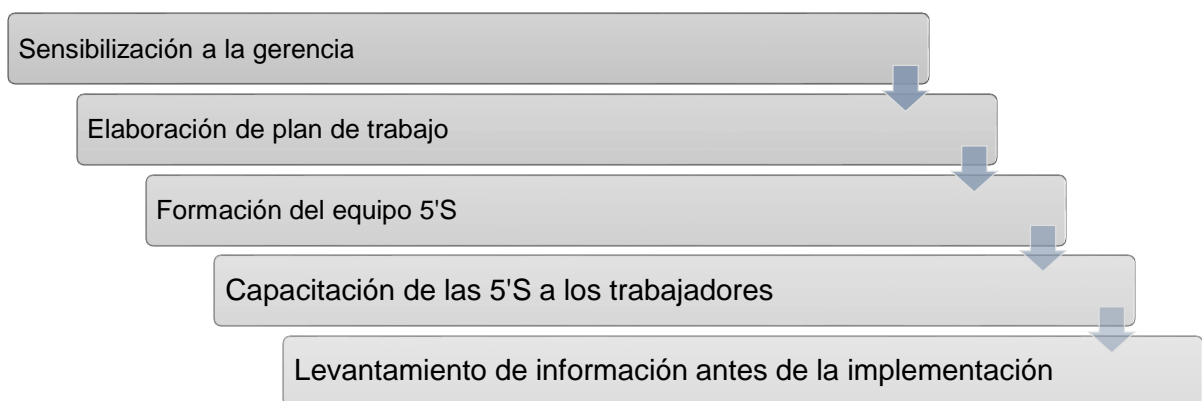 Sensibilización a la gerencia
Elaboración de plan de trabajo
Formación del equipo 5'S
Capacitación de las 5'S a los trabajadores
Levantamiento de información antes de la implementación